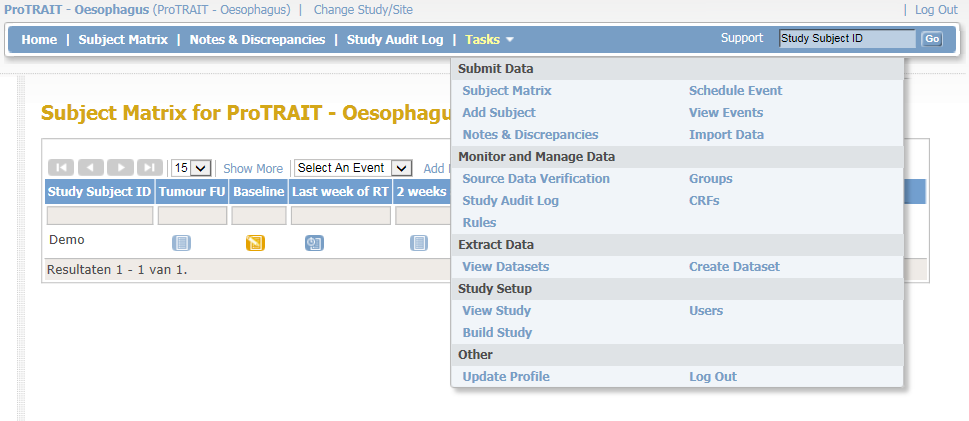 ProTRAIT - Oesophagus (ProTRAIT - Oesophagus) | Change Study/Site | Log Out
Home | Subject Matrix | Notes & Discrepancies | Study Audit Log | Tasks Support Study Subject ID Go
Submit Data
Subject Matrix Schedule Event
Add Subject View Events
Notes & Discrepancies Import Data
Monitor and Manage Data
Source Data Verification Groups
Study Audit Log CRFs
Rules
Extract Data
View Datasets Create Dataset
Study Setup
View Study Users
Build Study
Other
Update Profile Log Out
Subject Matrix for ProTRAIT - Oesophagu
15 Show More Select An Event Add
Study Subject ID Tumour FU Baseline Last week of RT 2 weeks
Demo
Resultaten 1 - 1 van 1.